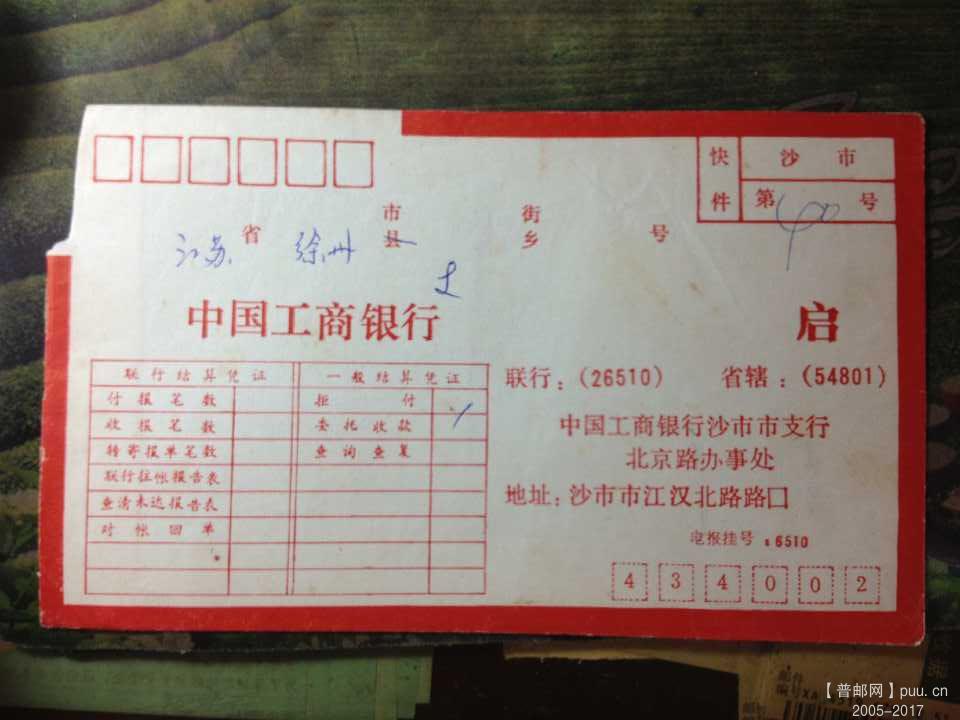 快件 沙市
第 400 号
省 市 街 号
县 乡
江苏 徐州
中国工商银行 启
联行结算凭证 一般结算凭证
付报笔数 拒付
收报笔数 委托收款
转寄报单笔数 查询查复
联行往帐报告表
查清未达报告表
对帐回单
联行:(26510) 省辖:(54801)
中国工商银行沙市市支行
北京路办事处
地址:沙市市江汉北路路口
电报挂号 6510
434002
【普邮网】puu.cn
2005-2017